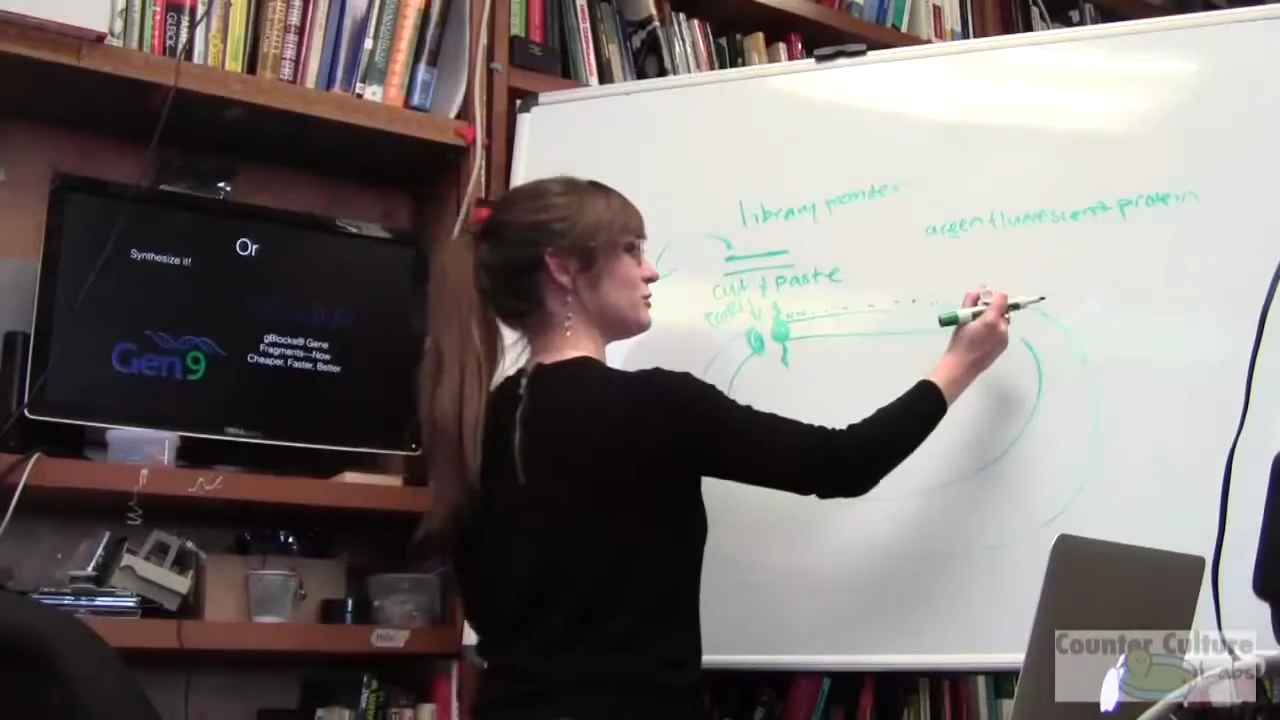 Or
Synthesize it!
Gen9
gBlocks® Gene
Fragments—Now
Cheaper, Faster, Better
library
green fluorescent protein
cut + paste
Counter Culture
Labs